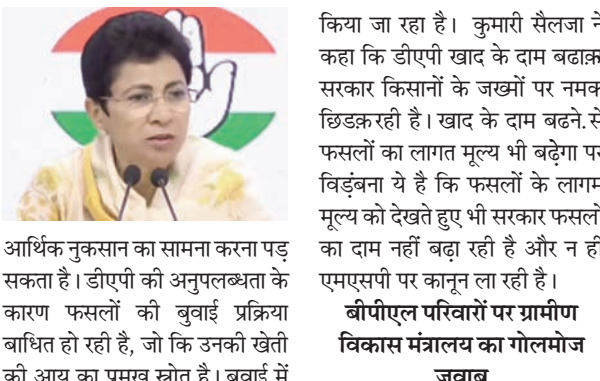 आर्थिक नुकसान का सामना करना पड़
सकता है। डीएपी की अनुपलब्धता के
कारण फसलों की बुवाई प्रक्रिया
बाधित हो रही है, जो कि उनकी खेती
की आय का प्रमुख स्रोत है। बुवाई में
किया जा रहा है। कुमारी सैलजा ने
कहा कि डीएपी खाद के दाम बढाक़र
सरकार किसानों के जख्मों पर नमक
छिडक़रही है। खाद के दाम बढने.से
फसलों का लागत मूल्य भी बढ़ेगा पर
विड़ंबना ये है कि फसलों के लागम
मूल्य को देखते हुए भी सरकार फसलों
का दाम नहीं बढ़ा रही है और न ही
एमएसपी पर कानून ला रही है।
बीपीएल परिवारों पर ग्रामीण
विकास मंत्रालय का गोलमोज
जवाब